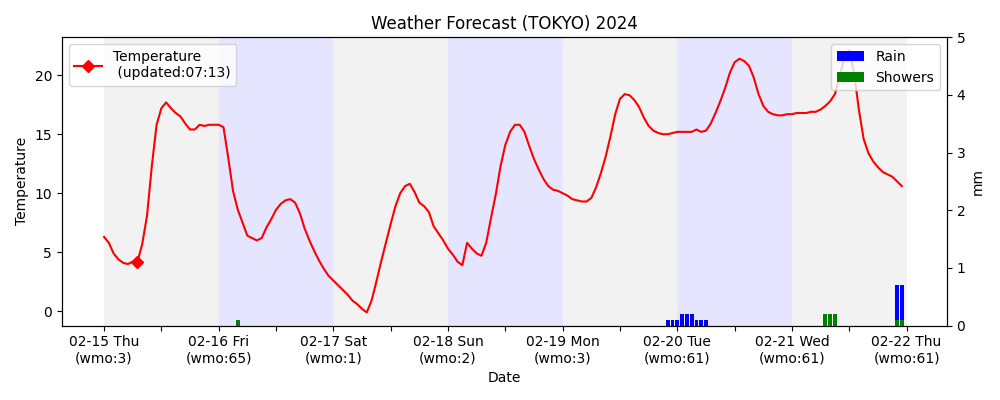 Weather Forecast (TOKYO) 2024
Temperature
(updated:07:13)
Rain
Showers
Temperature
20
15
10
5
0
5
4
3
2
1
0
mm
02-15 Thu 02-16 Fri 02-17 Sat 02-18 Sun 02-19 Mon 02-20 Tue 02-21 Wed 02-22 Thu
(wmo:3) (wmo:65) (wmo:1) (wmo:2) (wmo:3) (wmo:61) (wmo:61) (wmo:61)
Date